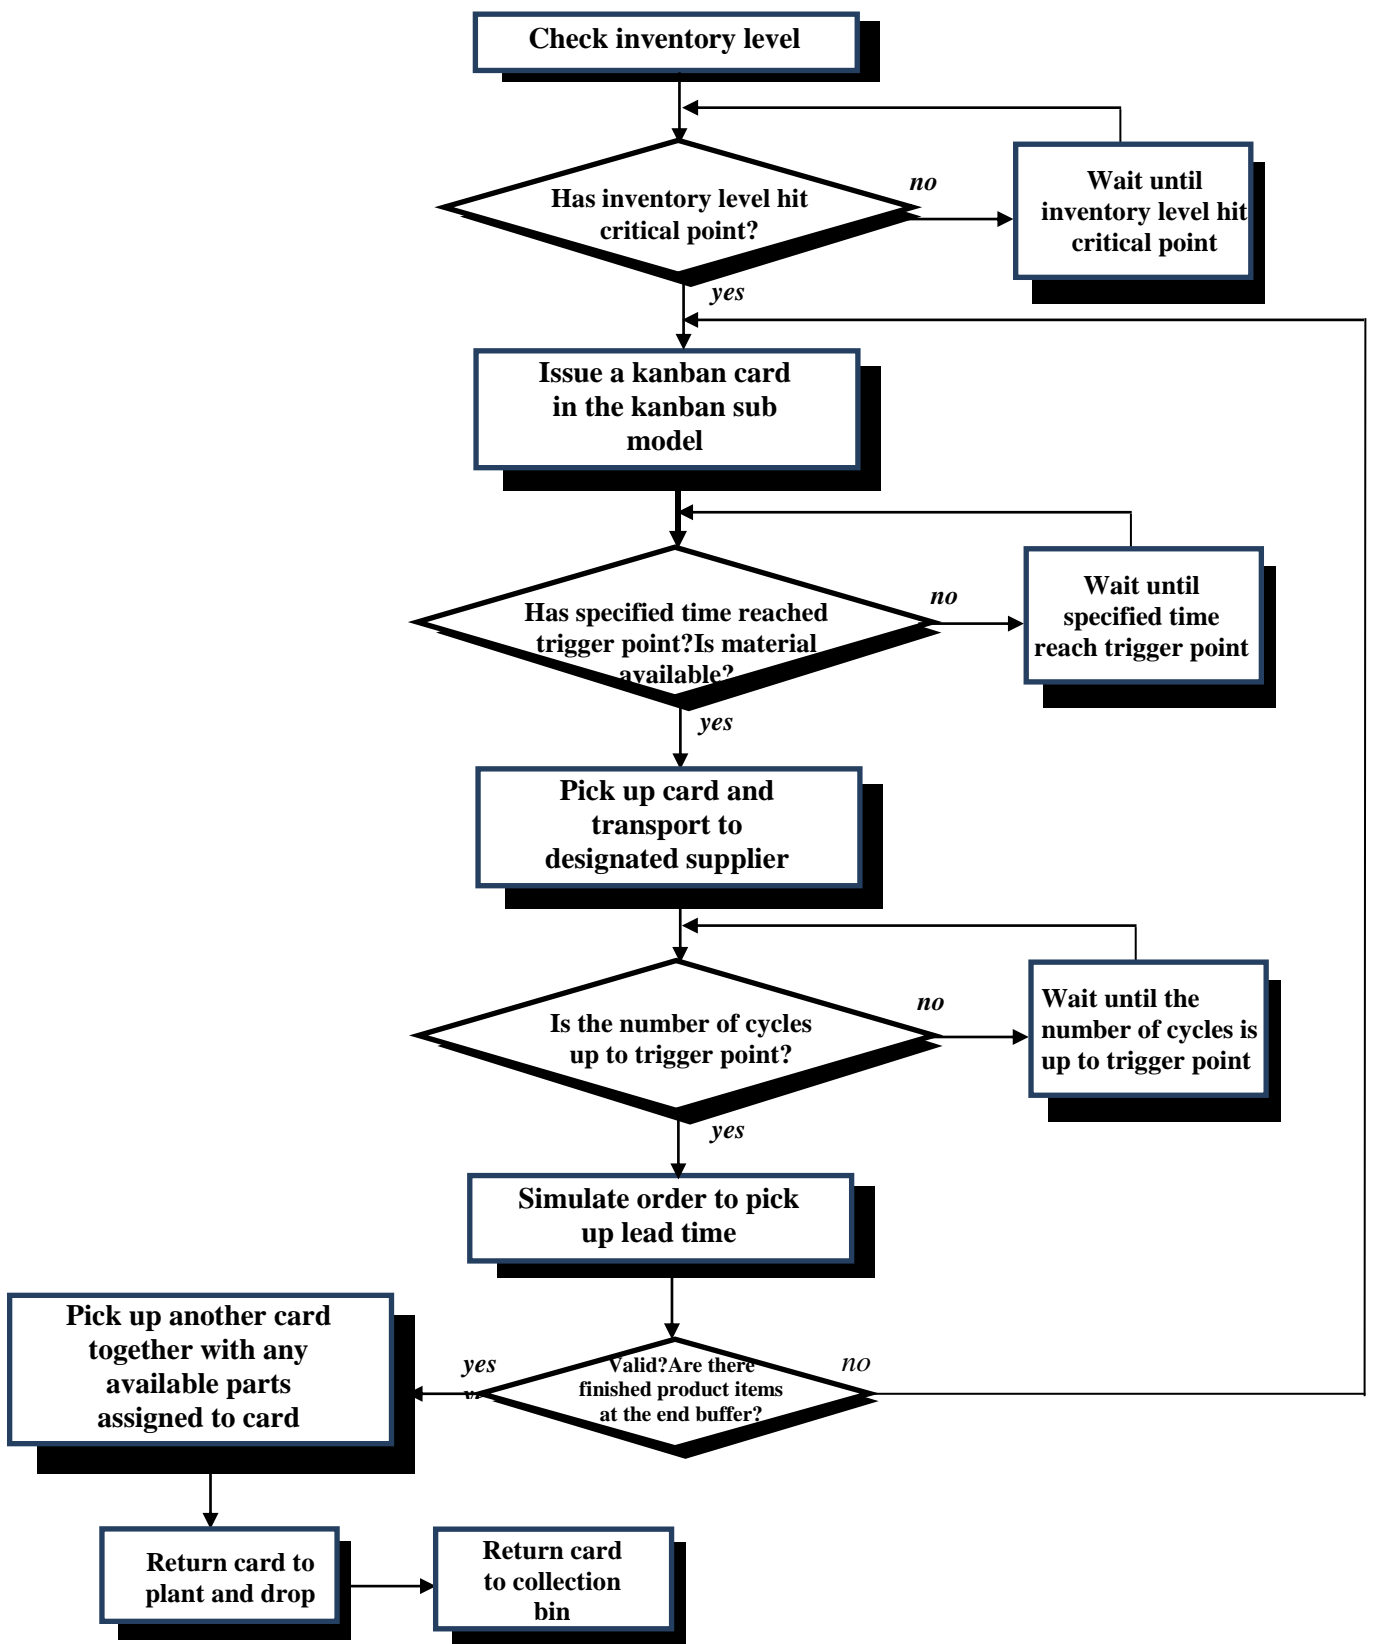 Check inventory level
Has inventory level hit
critical point?
no
Wait until
inventory level hit
critical point
yes
Issue a kanban card
in the kanban sub
model
Has specified time reached
trigger point?Is material
available?
no
Wait until
specified time
reach trigger point
yes
Pick up card and
transport to
designated supplier
Is the number of cycles
up to trigger point?
no
Wait until the
number of cycles is
up to trigger point
yes
Simulate order to pick
up lead time
Valid?Are there
finished product items
at the end buffer?
no
yes
Pick up another card
together with any
available parts
assigned to card
Return card to
plant and drop
Return card
to collection
bin